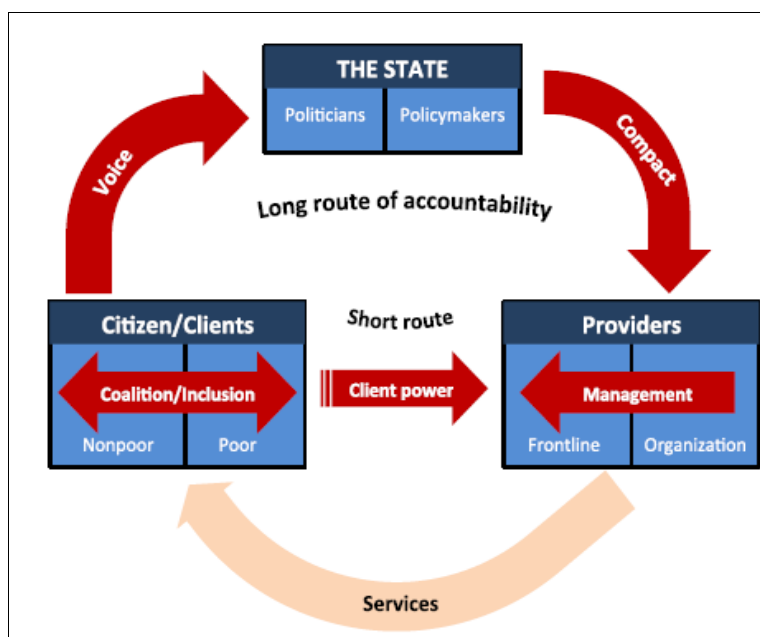 THE STATE
Politicians
Policymakers
Voice
Compact
Long route of accountability
Citizen/Clients
Short route
Providers
Coalition/Inclusion
Client power
Management
Nonpoor
Poor
Frontline
Organization
Services